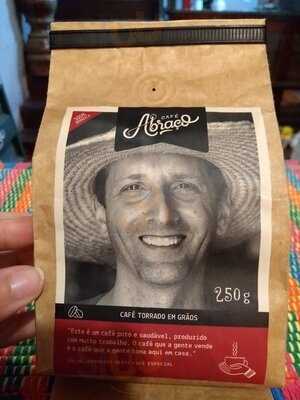 CAFÉ
Abraço
250g
CAFÉ TORRADO EM GRÃOS
"Este é um café puro e saudável, produzido
com muito trabalho. O café que a gente vende
é o café que a gente toma aqui em casa."